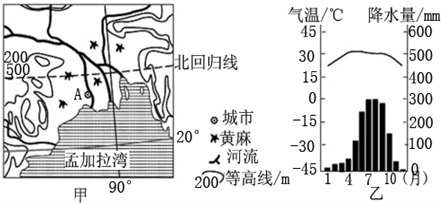 200
500
A
北回归线
20°
孟加拉湾
90°
甲
城市
黄麻
河流
200 等高线/m
气温/℃ 降水量/mm
45 600
30 500
15 400
0 300
-15 200
-30 100
-45 0
1 4 7 10 (月)
乙